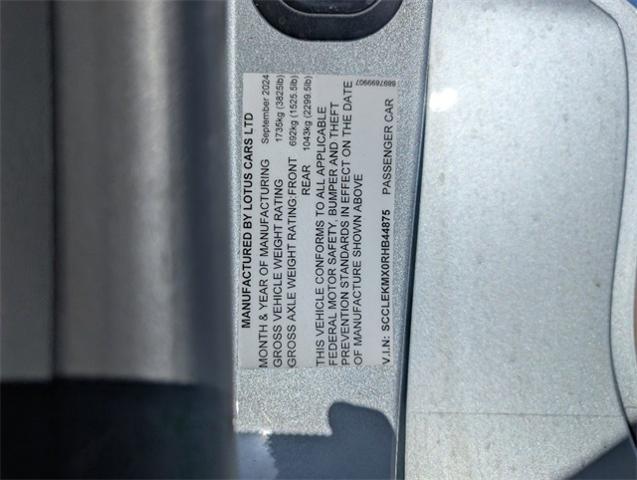 MANUFACTURED BY LOTUS CARS LTD
MONTH & YEAR OF MANUFACTURING September 2024
GROSS VEHICLE WEIGHT RATING 1735kg (3825lb)
GROSS AXLE WEIGHT RATING:FRONT 692kg (1525.5lb)
REAR 1043kg (2299.5lb)
THIS VEHICLE CONFORMS TO ALL APPLICABLE
FEDERAL MOTOR SAFETY, BUMPER AND THEFT
PREVENTION STANDARDS IN EFFECT ON THE DATE
OF MANUFACTURE SHOWN ABOVE
8897699907
V.I.N: SCCLEKMX0RHB44875 PASSENGER CAR